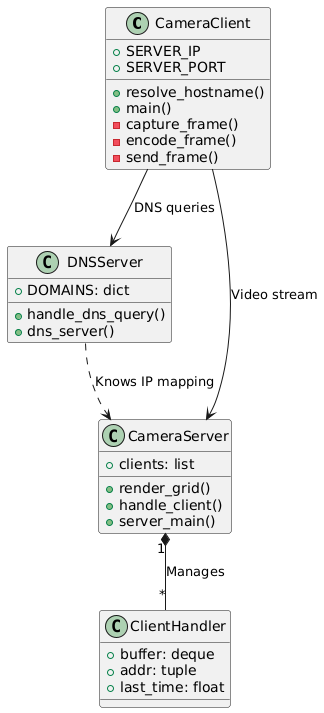 C CameraClient
SERVER_IP
SERVER_PORT
resolve_hostname()
main()
capture_frame()
encode_frame()
send_frame()
DNS queries
C DNSServer
DOMAINS: dict
handle_dns_query()
dns_server()
Video stream
Knows IP mapping
C CameraServer
clients: list
render_grid()
handle_client()
server_main()
1
Manages
*
C ClientHandler
buffer: deque
addr: tuple
last_time: float